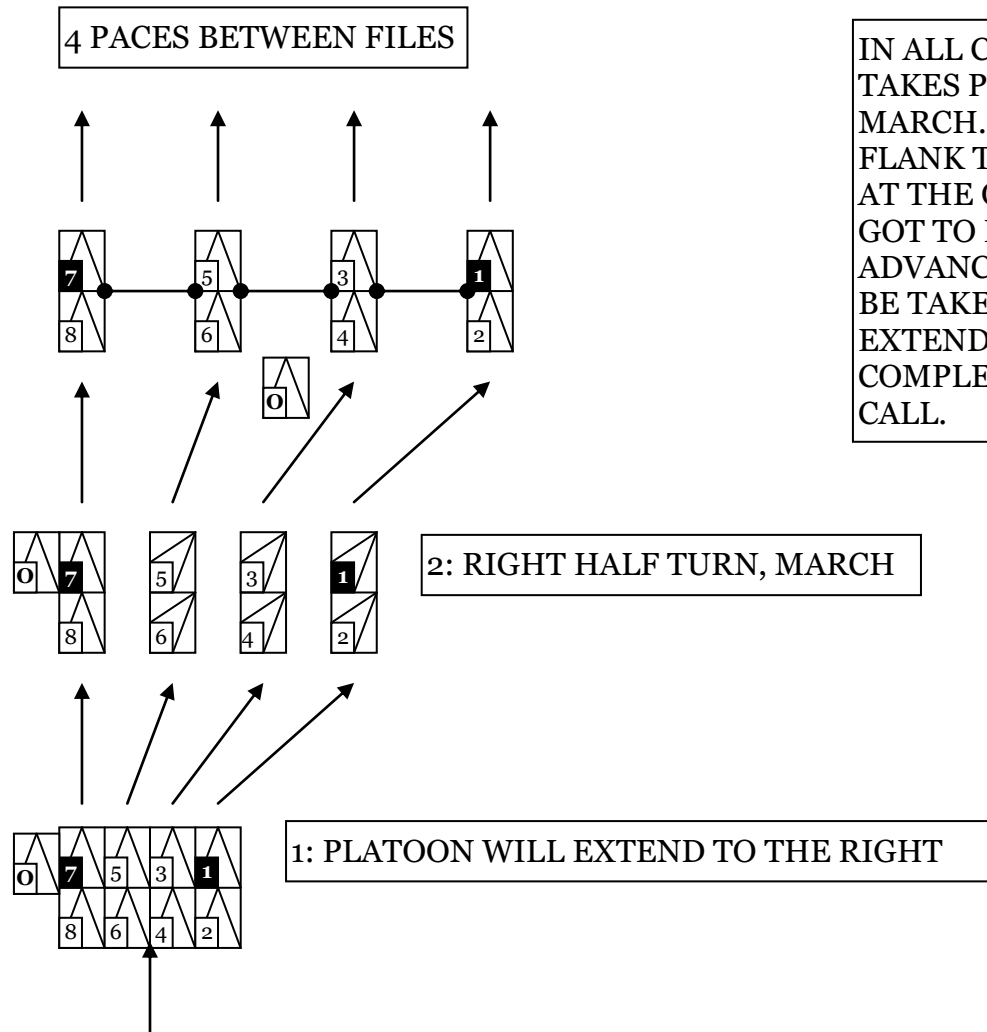 4 PACES BETWEEN FILES
IN ALL C
TAKES P
MARCH.
FLANK T
AT THE
GOT TO
ADVANC
BE TAKE
EXTEND
COMPLE
CALL.
7 5 3 1
8 6 4 2
O
O 7 5 3 1
8 6 4 2
2: RIGHT HALF TURN, MARCH
O 7 5 3 1
8 6 4 2
1: PLATOON WILL EXTEND TO THE RIGHT